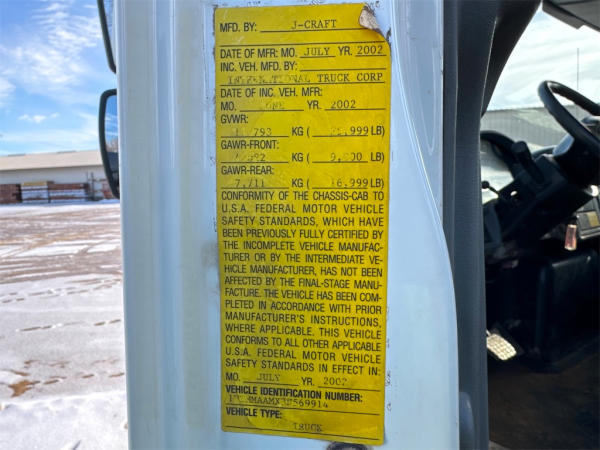 MFD. BY: J-CRAFT
DATE OF MFR: MO. JULY YR. 2002
INC. VEH. MFD. BY:
INTERNATIONAL TRUCK CORP
DATE OF INC. VEH. MFR:
MO. JUNE YR. 2002
GVWR:
KG ( LB)
GAWR-FRONT:
KG ( LB)
GAWR-REAR:
7,711 KG ( 16,999 LB)
CONFORMITY OF THE CHASSIS-CAB TO
U.S.A. FEDERAL MOTOR VEHICLE
SAFETY STANDARDS, WHICH HAVE
BEEN PREVIOUSLY FULLY CERTIFIED BY
THE INCOMPLETE VEHICLE MANUFAC-
TURER OR BY THE INTERMEDIATE VE-
HICLE MANUFACTURER, HAS NOT BEEN
AFFECTED BY THE FINAL-STAGE MANU-
FACTURE. THE VEHICLE HAS BEEN COM-
PLETED IN ACCORDANCE WITH PRIOR
MANUFACTURER'S INSTRUCTIONS,
WHERE APPLICABLE. THIS VEHICLE
CONFORMS TO ALL OTHER APPLICABLE
U.S.A. FEDERAL MOTOR VEHICLE
SAFETY STANDARDS IN EFFECT IN:
MO. JULY YR. 2002
VEHICLE IDENTIFICATION NUMBER:
VEHICLE TYPE:
TRUCK